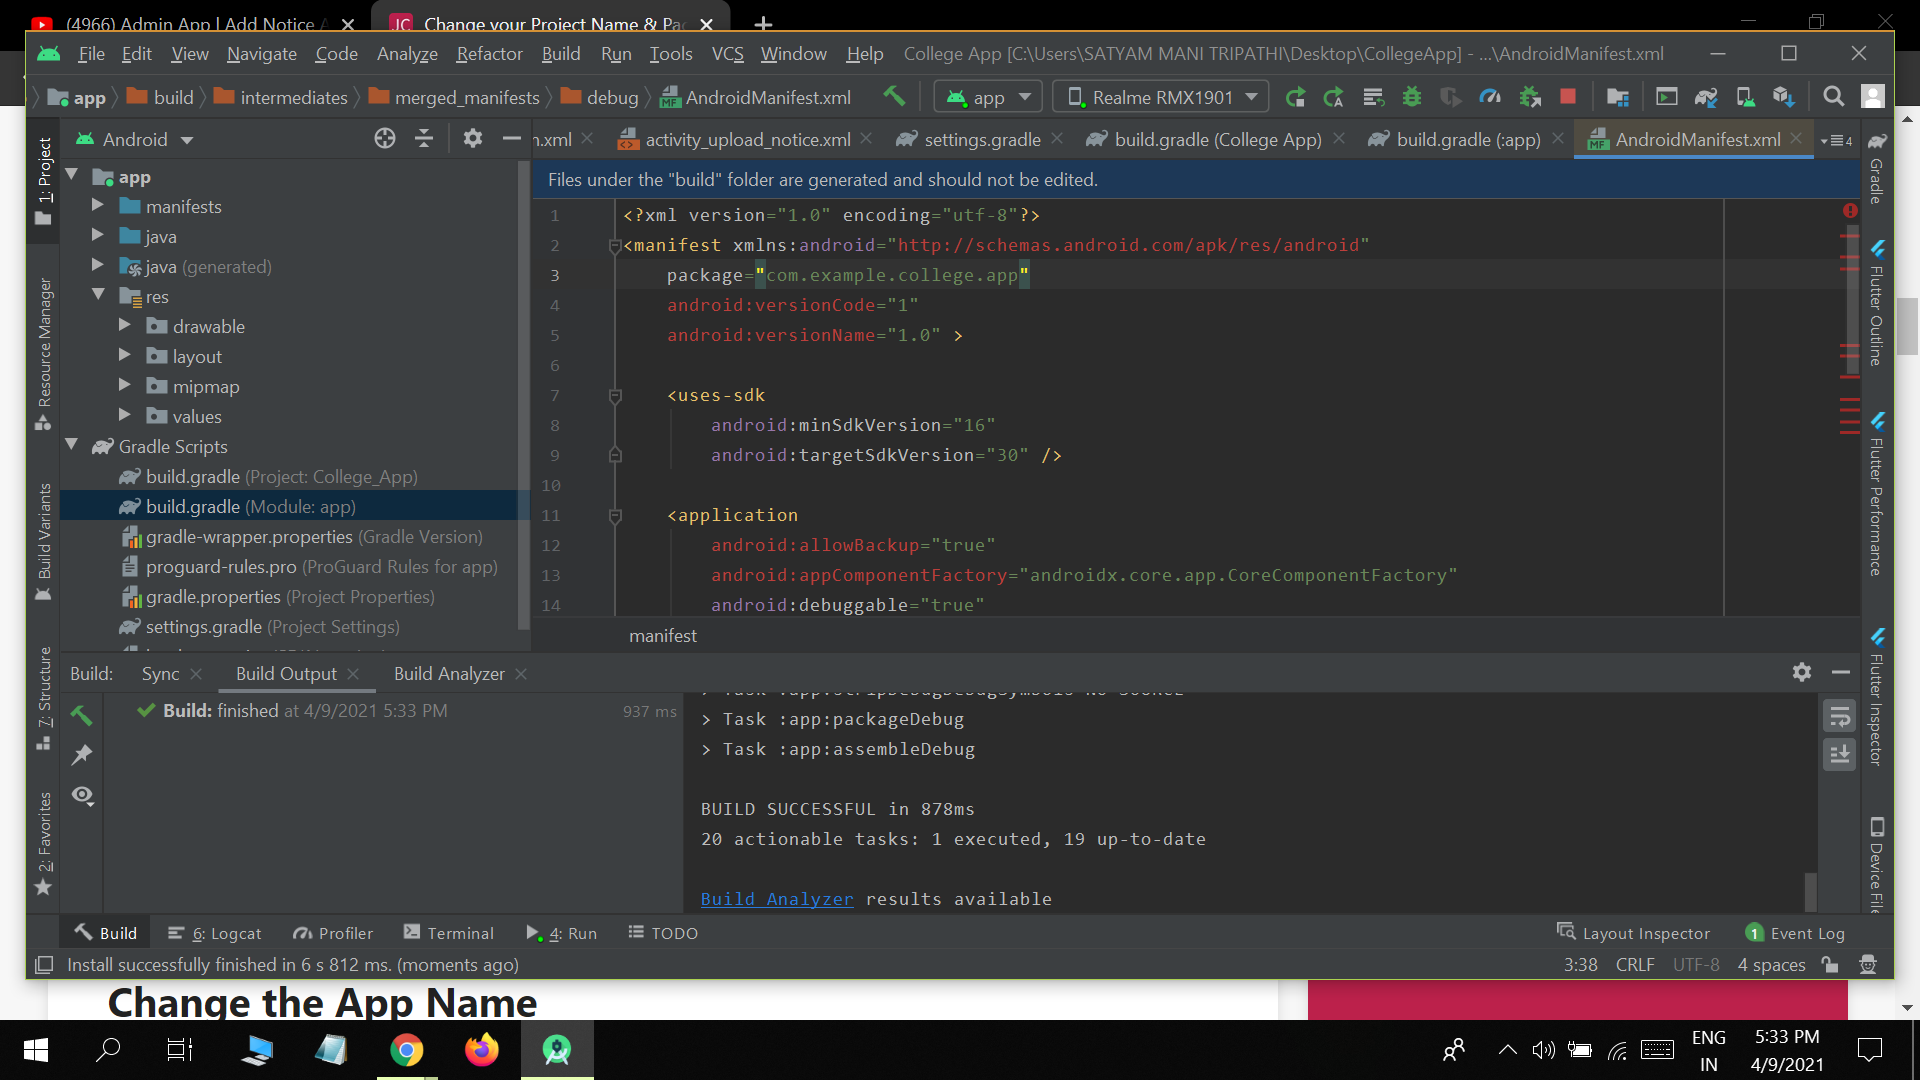 (4966) Admin App | Add Notice A
Change your Project Name & Pac
File Edit View Navigate Code Analyze Refactor Build Run Tools VCS Window Help College App [C:\Users\SATYAM MANI TRIPATHI\Desktop\CollegeApp] - ...\AndroidManifest.xml
app build intermediates merged_manifests debug AndroidManifest.xml app Realme RMX1901
1: Project
Resource Manager
Build Variants
7: Structure
2: Favorites
Android
n.xml activity_upload_notice.xml settings.gradle build.gradle (College App) build.gradle (:app) AndroidManifest.xml 4
app
manifests
java
java (generated)
res
drawable
layout
mipmap
values
Gradle Scripts
build.gradle (Project: College_App)
build.gradle (Module: app)
gradle-wrapper.properties (Gradle Version)
proguard-rules.pro (ProGuard Rules for app)
gradle.properties (Project Properties)
settings.gradle (Project Settings)
Files under the "build" folder are generated and should not be edited.
1 <?xml version="1.0" encoding="utf-8"?>
2 <manifest xmlns:android="http://schemas.android.com/apk/res/android"
3 package="com.example.college.app"
4 android:versionCode="1"
5 android:versionName="1.0" >
6
7 <uses-sdk
8 android:minSdkVersion="16"
9 android:targetSdkVersion="30" />
10
11 <application
12 android:allowBackup="true"
13 android:appComponentFactory="androidx.core.app.CoreComponentFactory"
14 android:debuggable="true"
manifest
Gradle
Flutter Outline
Flutter Performance
Flutter Inspector
Device File
Build: Sync Build Output Build Analyzer
Build: finished at 4/9/2021 5:33 PM 937 ms
> Task :app:stripDebugDebugSymbols NO-SOURCE
> Task :app:packageDebug
> Task :app:assembleDebug
BUILD SUCCESSFUL in 878ms
20 actionable tasks: 1 executed, 19 up-to-date
Build Analyzer results available
Build 6: Logcat Profiler Terminal 4: Run TODO Layout Inspector 1 Event Log
Install successfully finished in 6 s 812 ms. (moments ago) 3:38 CRLF UTF-8 4 spaces
Change the App Name
ENG
IN
5:33 PM
4/9/2021